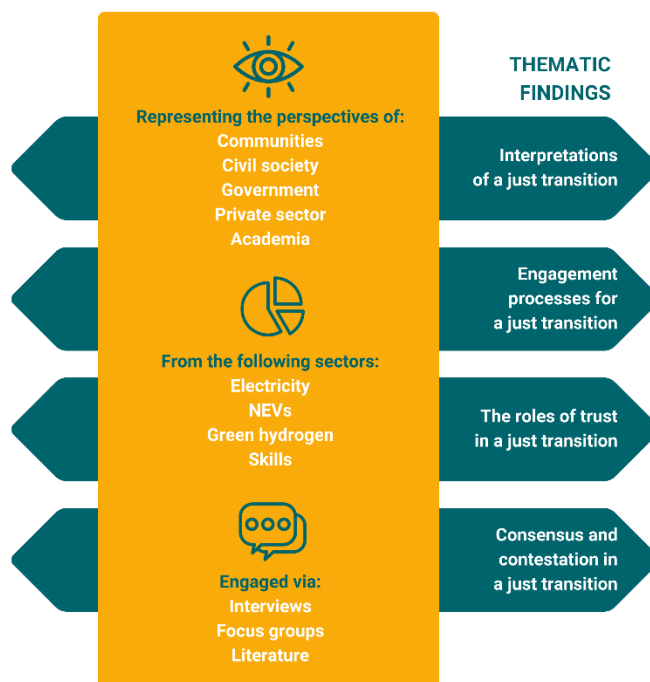 Representing the perspectives of:
Communities
Civil society
Government
Private sector
Academia
From the following sectors:
Electricity
NEVs
Green hydrogen
Skills
Engaged via:
Interviews
Focus groups
Literature
THEMATIC
FINDINGS
Interpretations
of a just transition
Engagement
processes for
a just transition
The roles of trust
in a just transition
Consensus and
contestation in
a just transition